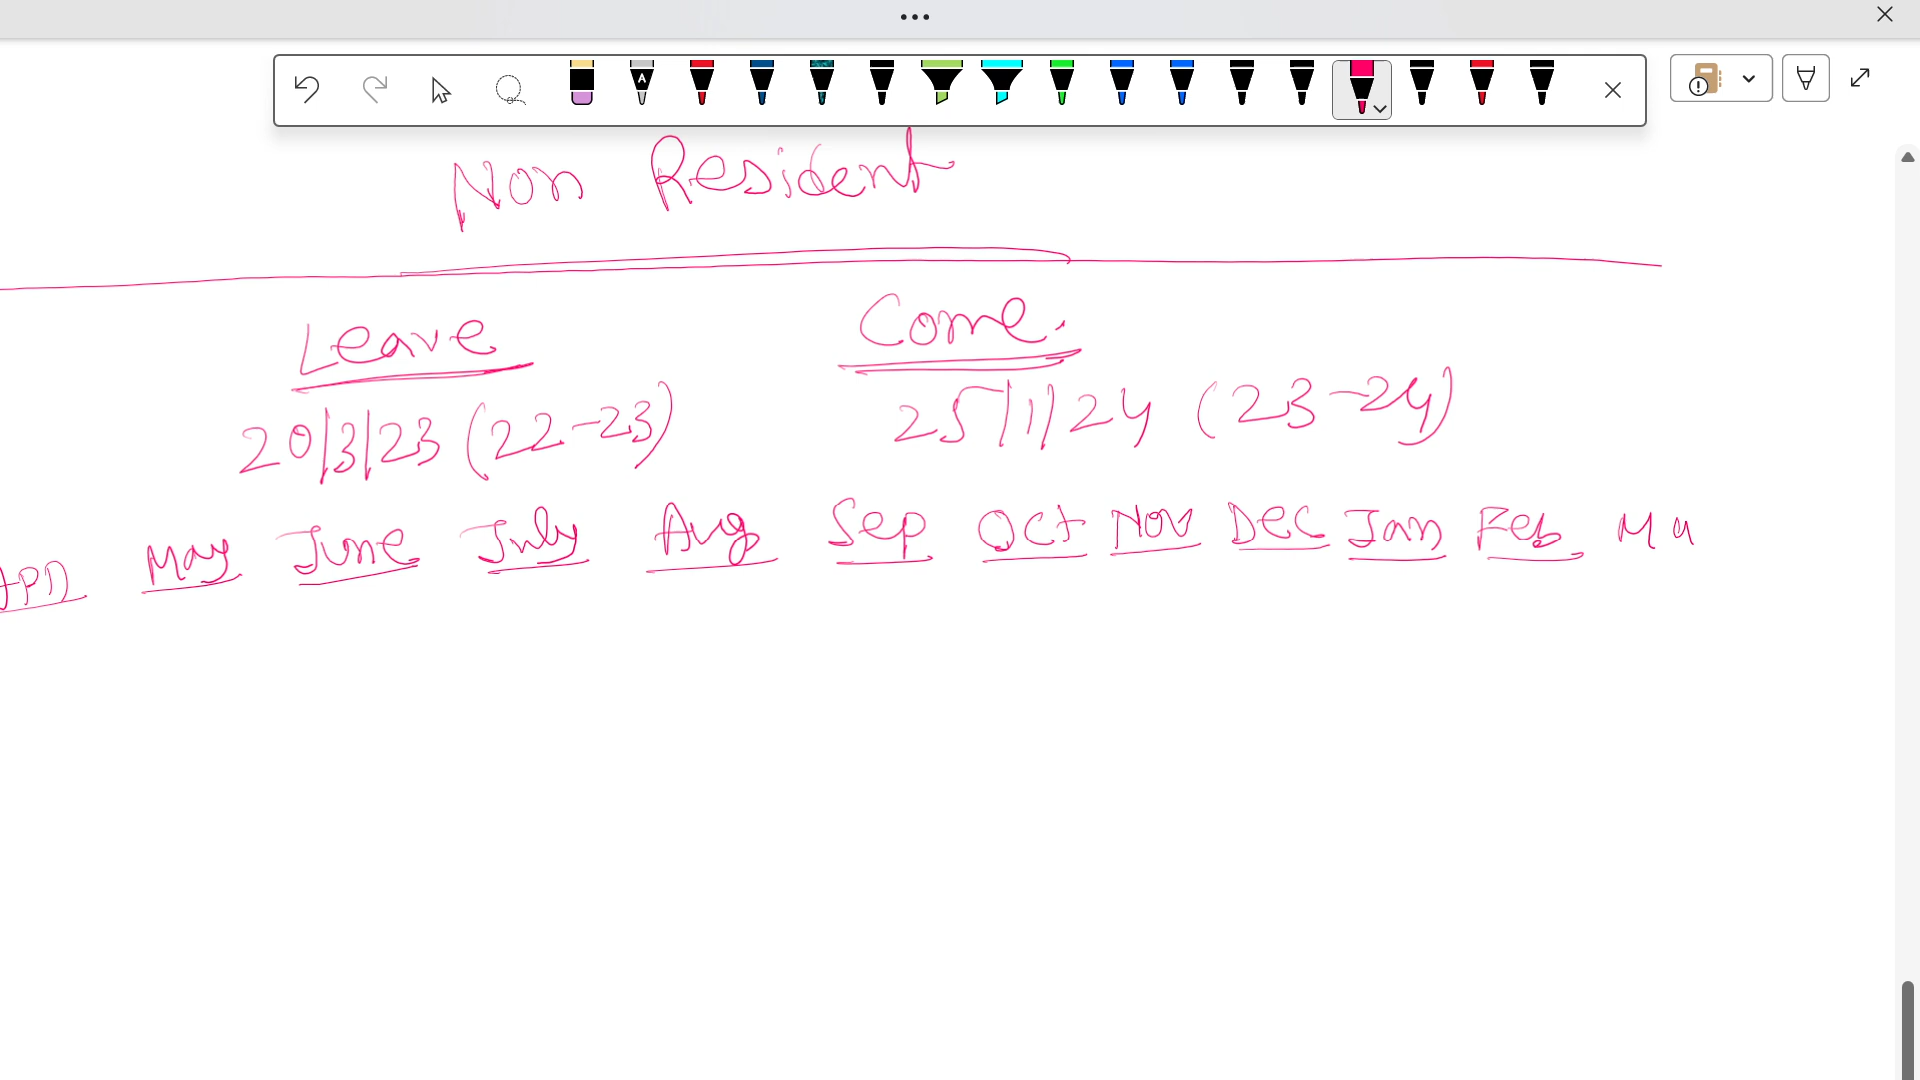 Non Resident
Leave Come.
20/3/23 (22-23) 25/1/24 (23-24)
May June July Aug Sep Oct Nov Dec Jan Feb Ma